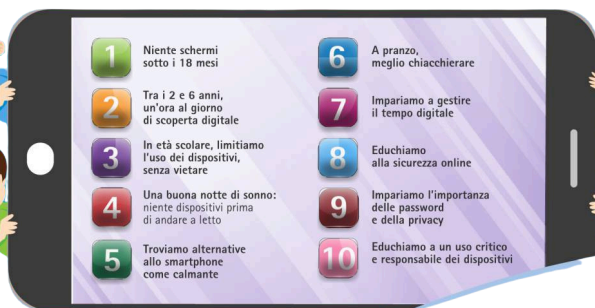 1
Niente schermi
sotto i 18 mesi
2
Tra i 2 e 6 anni,
un'ora al giorno
di scoperta digitale
3
In età scolare, limitiamo
l'uso dei dispositivi,
senza vietare
4
Una buona notte di sonno:
niente dispositivi prima
di andare a letto
5
Troviamo alternative
allo smartphone
come calmante
6
A pranzo,
meglio chiacchierare
7
Impariamo a gestire
il tempo digitale
8
Educhiamo
alla sicurezza online
9
Impariamo l'importanza
delle password
e della privacy
10
Educhiamo a un uso critico
e responsabile dei dispositivi